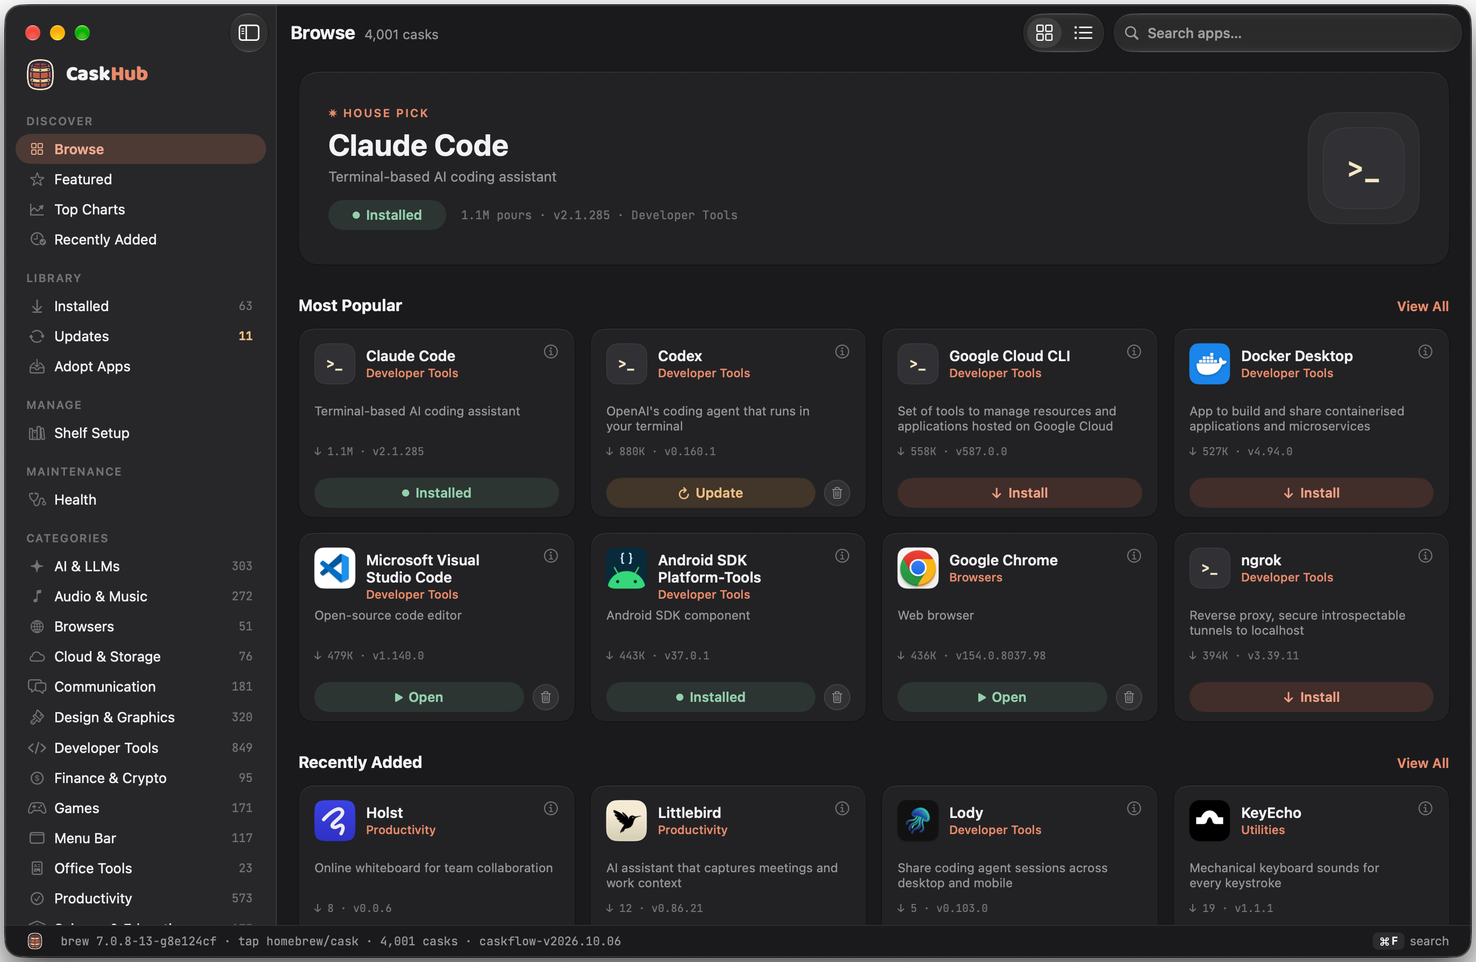 CaskHub
DISCOVER
Browse
Featured
Top Charts
Recently Added
LIBRARY
Installed 63
Updates 11
Adopt Apps
MANAGE
Shelf Setup
MAINTENANCE
Health
CATEGORIES
AI & LLMs 303
Audio & Music 272
Browsers 51
Cloud & Storage 76
Communication 181
Design & Graphics 320
Developer Tools 849
Finance & Crypto 95
Games 171
Menu Bar 117
Office Tools 23
Productivity 573
Browse 4,001 casks
Search apps...
HOUSE PICK
Claude Code
Terminal-based AI coding assistant
Installed 1.1M pours · v2.1.285 · Developer Tools
Most Popular View All
Claude Code
Developer Tools
Terminal-based AI coding assistant
↓ 1.1M · v2.1.285
Installed
Codex
Developer Tools
OpenAI's coding agent that runs in
your terminal
↓ 880K · v0.160.1
Update
Google Cloud CLI
Developer Tools
Set of tools to manage resources and
applications hosted on Google Cloud
↓ 558K · v587.0.0
↓ Install
Docker Desktop
Developer Tools
App to build and share containerised
applications and microservices
↓ 527K · v4.94.0
↓ Install
Microsoft Visual
Studio Code
Developer Tools
Open-source code editor
↓ 479K · v1.140.0
Open
Android SDK
Platform-Tools
Developer Tools
Android SDK component
↓ 443K · v37.0.1
Installed
Google Chrome
Browsers
Web browser
↓ 436K · v154.0.8037.98
Open
ngrok
Developer Tools
Reverse proxy, secure introspectable
tunnels to localhost
↓ 394K · v3.39.11
↓ Install
Recently Added View All
Holst
Productivity
Online whiteboard for team collaboration
↓ 8 · v0.0.6
Littlebird
Productivity
AI assistant that captures meetings and
work context
↓ 12 · v0.86.21
Lody
Developer Tools
Share coding agent sessions across
desktop and mobile
↓ 5 · v0.103.0
KeyEcho
Utilities
Mechanical keyboard sounds for
every keystroke
↓ 19 · v1.1.1
brew 7.0.8-13-g8e124cf · tap homebrew/cask · 4,001 casks · caskflow-v2026.10.06
⌘F search